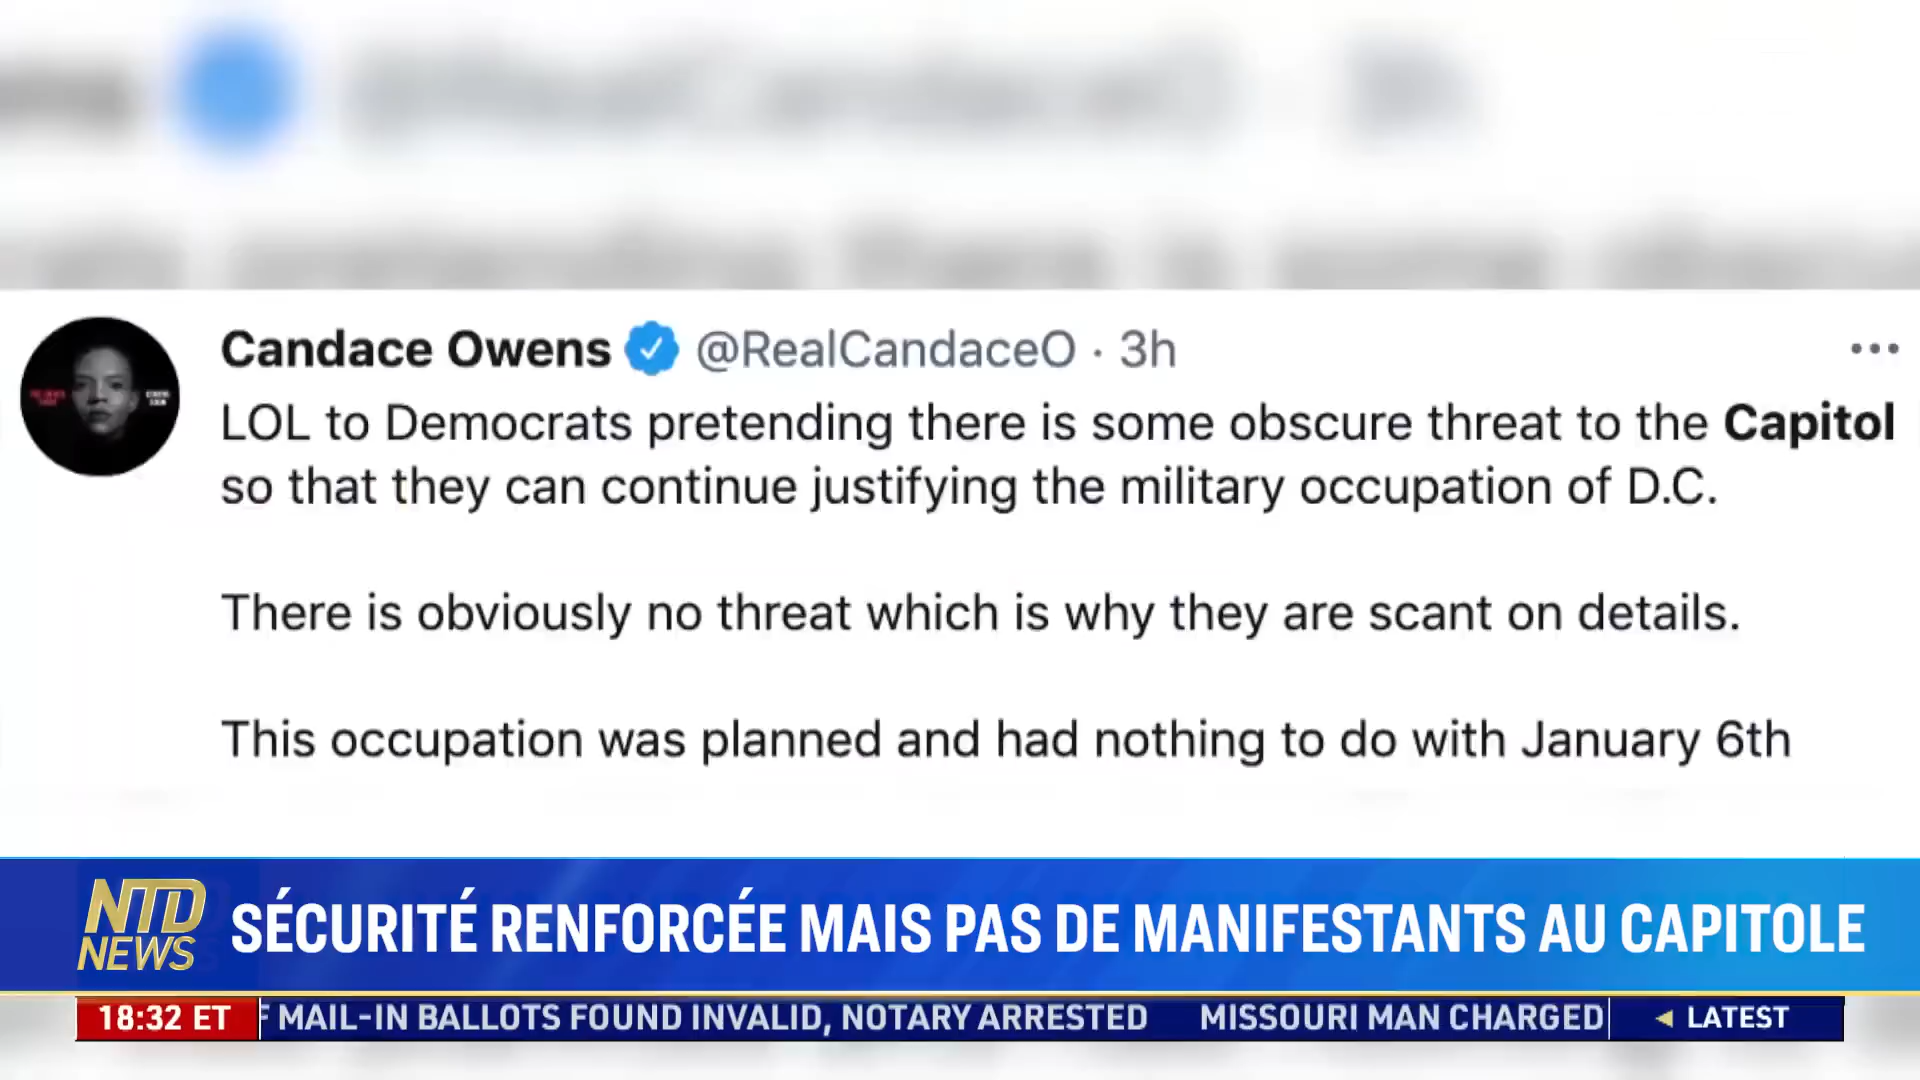 Candace Owens @RealCandaceO · 3h
LOL to Democrats pretending there is some obscure threat to the Capitol
so that they can continue justifying the military occupation of D.C.
There is obviously no threat which is why they are scant on details.
This occupation was planned and had nothing to do with January 6th
NTD
NEWS
SÉCURITÉ RENFORCÉE MAIS PAS DE MANIFESTANTS AU CAPITOLE
18:32 ET
MAIL-IN BALLOTS FOUND INVALID, NOTARY ARRESTED MISSOURI MAN CHARGED
LATEST